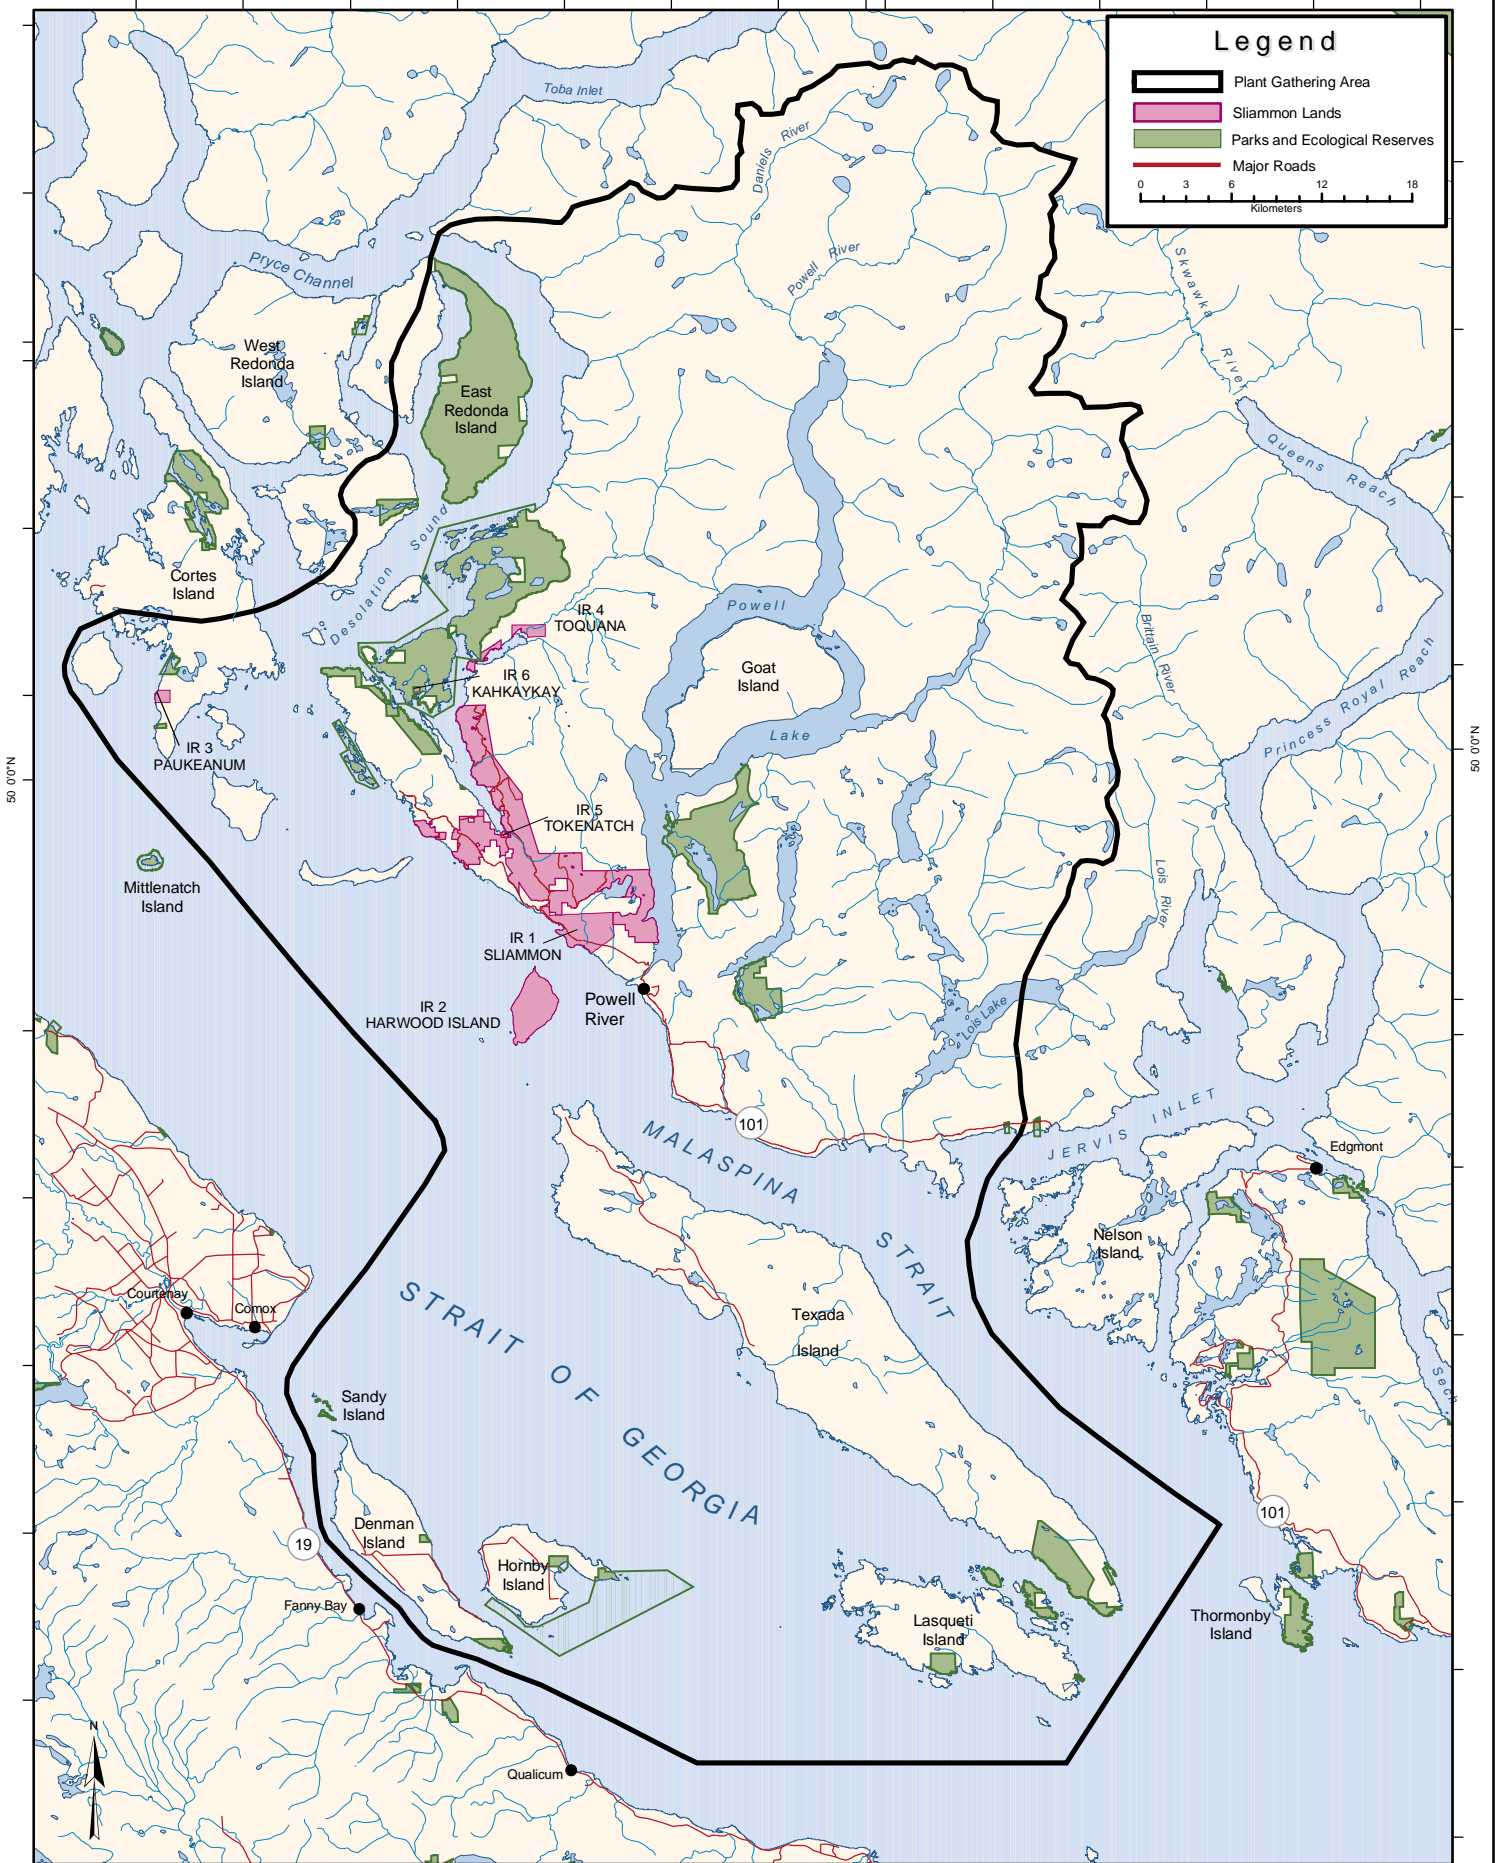 Legend
Plant Gathering Area
Sliammon Lands
Parks and Ecological Reserves
Major Roads
0 3 6 12 18
Kilometers
Toba Inlet
Daniels River
Powell River
Skwawka River
Pryce Channel
West
Redonda
Island
East
Redonda
Island
Queens Reach
Desolation Sound
Cortes
Island
IR 4
TOQUANA
Powell
Brittain River
Goat
Island
IR 6
KAHKAYKAY
Princess Royal Reach
Lake
IR 3
PAUKEANUM
50 0'0"N
50 0'0"N
IR 5
TOKENATCH
Mittlenatch
Island
Lois River
IR 1
SLIAMMON
IR 2
HARWOOD ISLAND
Powell
River
Lois Lake
101
MALASPINA
STRAIT
JERVIS INLET
Edgmont
Nelson
Island
Courtenay
Comox
STRAIT OF GEORGIA
Texada
Island
Sech
Sandy
Island
101
Denman
Island
19
Hornby
Island
Fanny Bay
Lasqueti
Island
Thormonby
Island
N
Qualicum